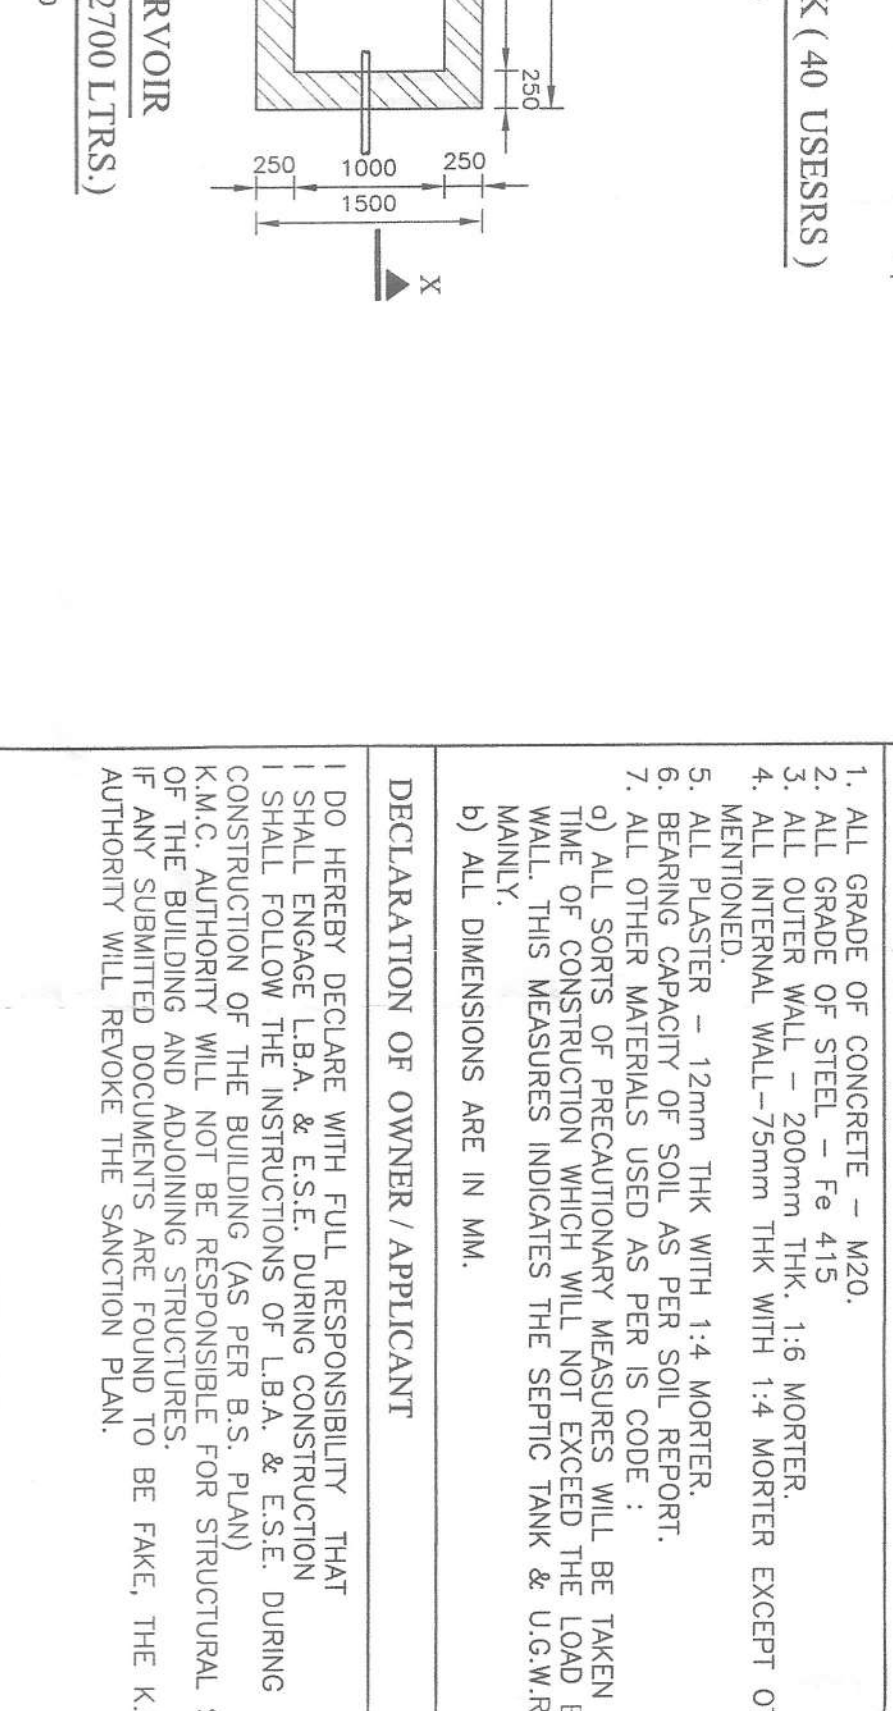 K ( 40 USESRS )
250
250 1000 250
1500
X
RVOIR
2700 LTRS.)
1. ALL GRADE OF CONCRETE – M20.
2. ALL GRADE OF STEEL – Fe 415
3. ALL OUTER WALL – 200mm THK. 1:6 MORTER.
4. ALL INTERNAL WALL–75mm THK WITH 1:4 MORTER EXCEPT
MENTIONED.
5. ALL PLASTER – 12mm THK WITH 1:4 MORTER.
6. BEARING CAPACITY OF SOIL AS PER SOIL REPORT.
7. ALL OTHER MATERIALS USED AS PER IS CODE :
a) ALL SORTS OF PRECAUTIONARY MEASURES WILL BE TAKEN
TIME OF CONSTRUCTION WHICH WILL NOT EXCEED THE LOAD
WALL. THIS MEASURES INDICATES THE SEPTIC TANK & U.G.W.R
MAINLY.
b) ALL DIMENSIONS ARE IN MM.
DECLARATION OF OWNER / APPLICANT
I DO HEREBY DECLARE WITH FULL RESPONSIBILITY THAT
I SHALL ENGAGE L.B.A. & E.S.E. DURING CONSTRUCTION
I SHALL FOLLOW THE INSTRUCTIONS OF L.B.A. & E.S.E. DURING
CONSTRUCTION OF THE BUILDING (AS PER B.S. PLAN)
K.M.C. AUTHORITY WILL NOT BE RESPONSIBLE FOR STRUCTURAL
OF THE BUILDING AND ADJOINING STRUCTURES.
IF ANY SUBMITTED DOCUMENTS ARE FOUND TO BE FAKE, THE K.
AUTHORITY WILL REVOKE THE SANCTION PLAN.